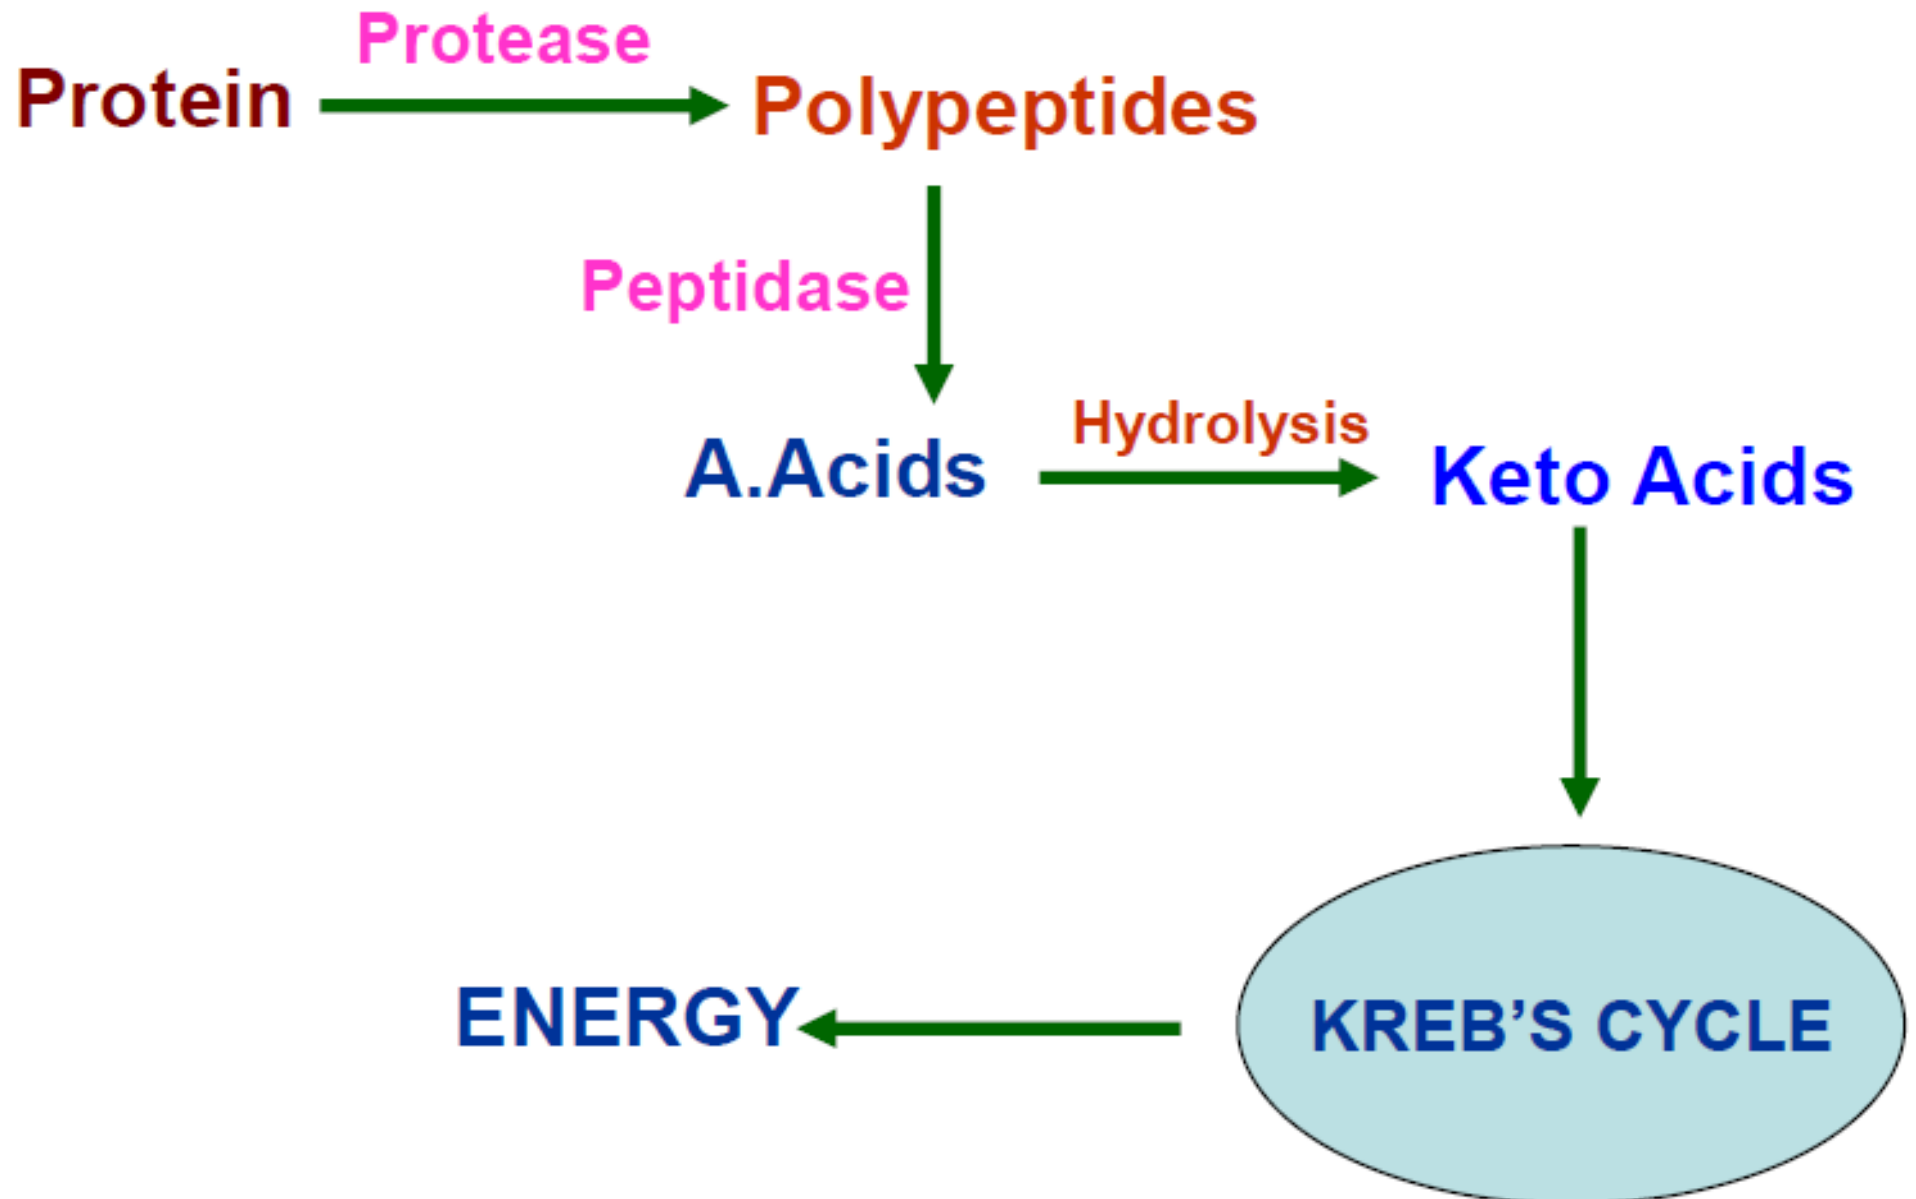 Protease
Protein
Polypeptides
Peptidase
Hydrolysis
A.Acids
Keto Acids
ENERGY
KREB'S CYCLE